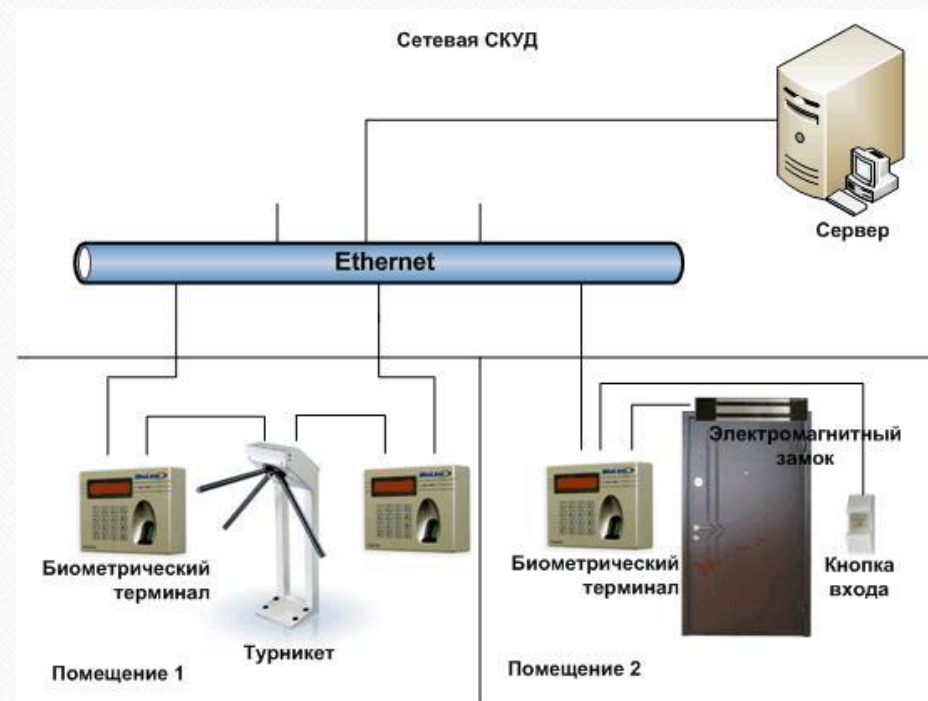 Сетевая СКУД
Сервер
Ethernet
Биометрический
терминал
Турникет
Помещение 1
Электромагнитный
замок
Биометрический
терминал
Кнопка
входа
Помещение 2